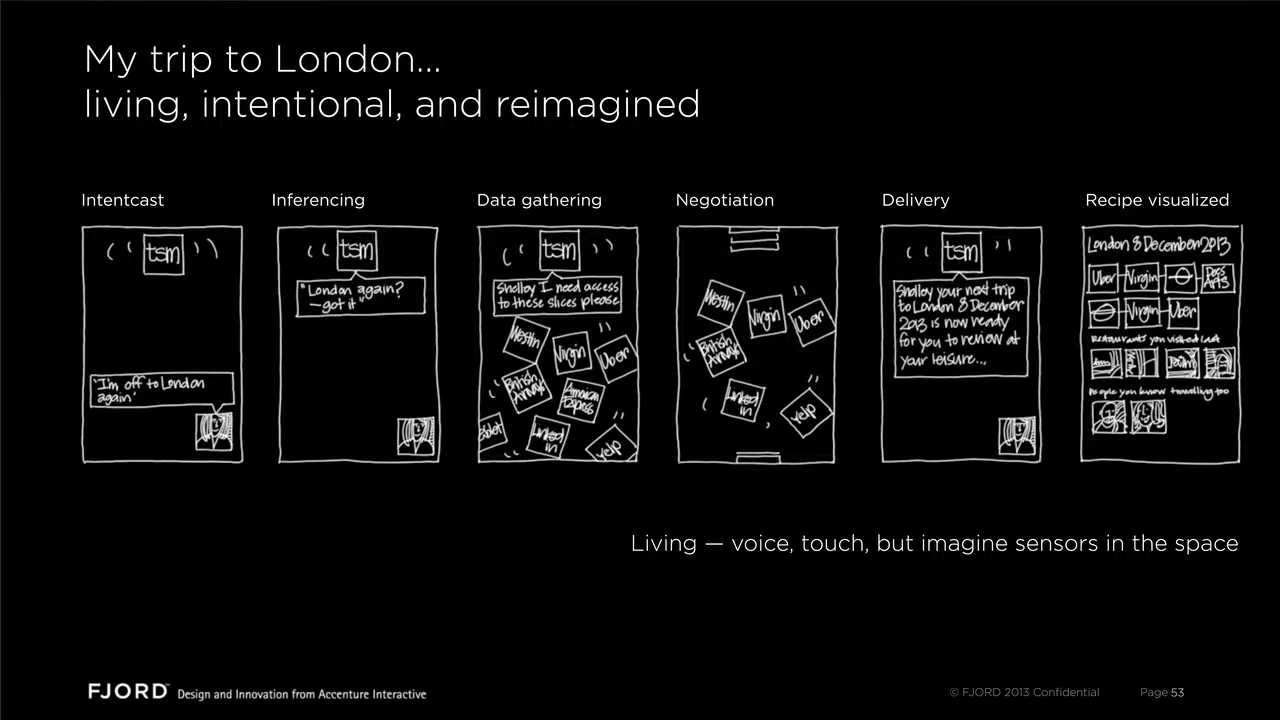 My trip to London...
living, intentional, and reimagined
Intentcast
Inferencing
Data gathering
Negotiation
Delivery
Recipe visualized
tsm
"I'm off to London
again"
tsm
"London again?
– got it"
tsm
Shelley I need access
to these slices please
Westin
Virgin
Uber
British
Airways
American
Express
Linked
in
Yelp
Westin
Virgin
Uber
British
Airways
Linked
in
Yelp
tsm
Shelley your next trip
to London 8 December
2013 is now ready
for you to review at
your leisure...
London 8 December 2013
Uber
Virgin
Virgin
Uber
Restaurants you visited last
People you know travelling too
Living — voice, touch, but imagine sensors in the space
FJORD™ Design and Innovation from Accenture Interactive
© FJORD 2013 Confidential
Page 53